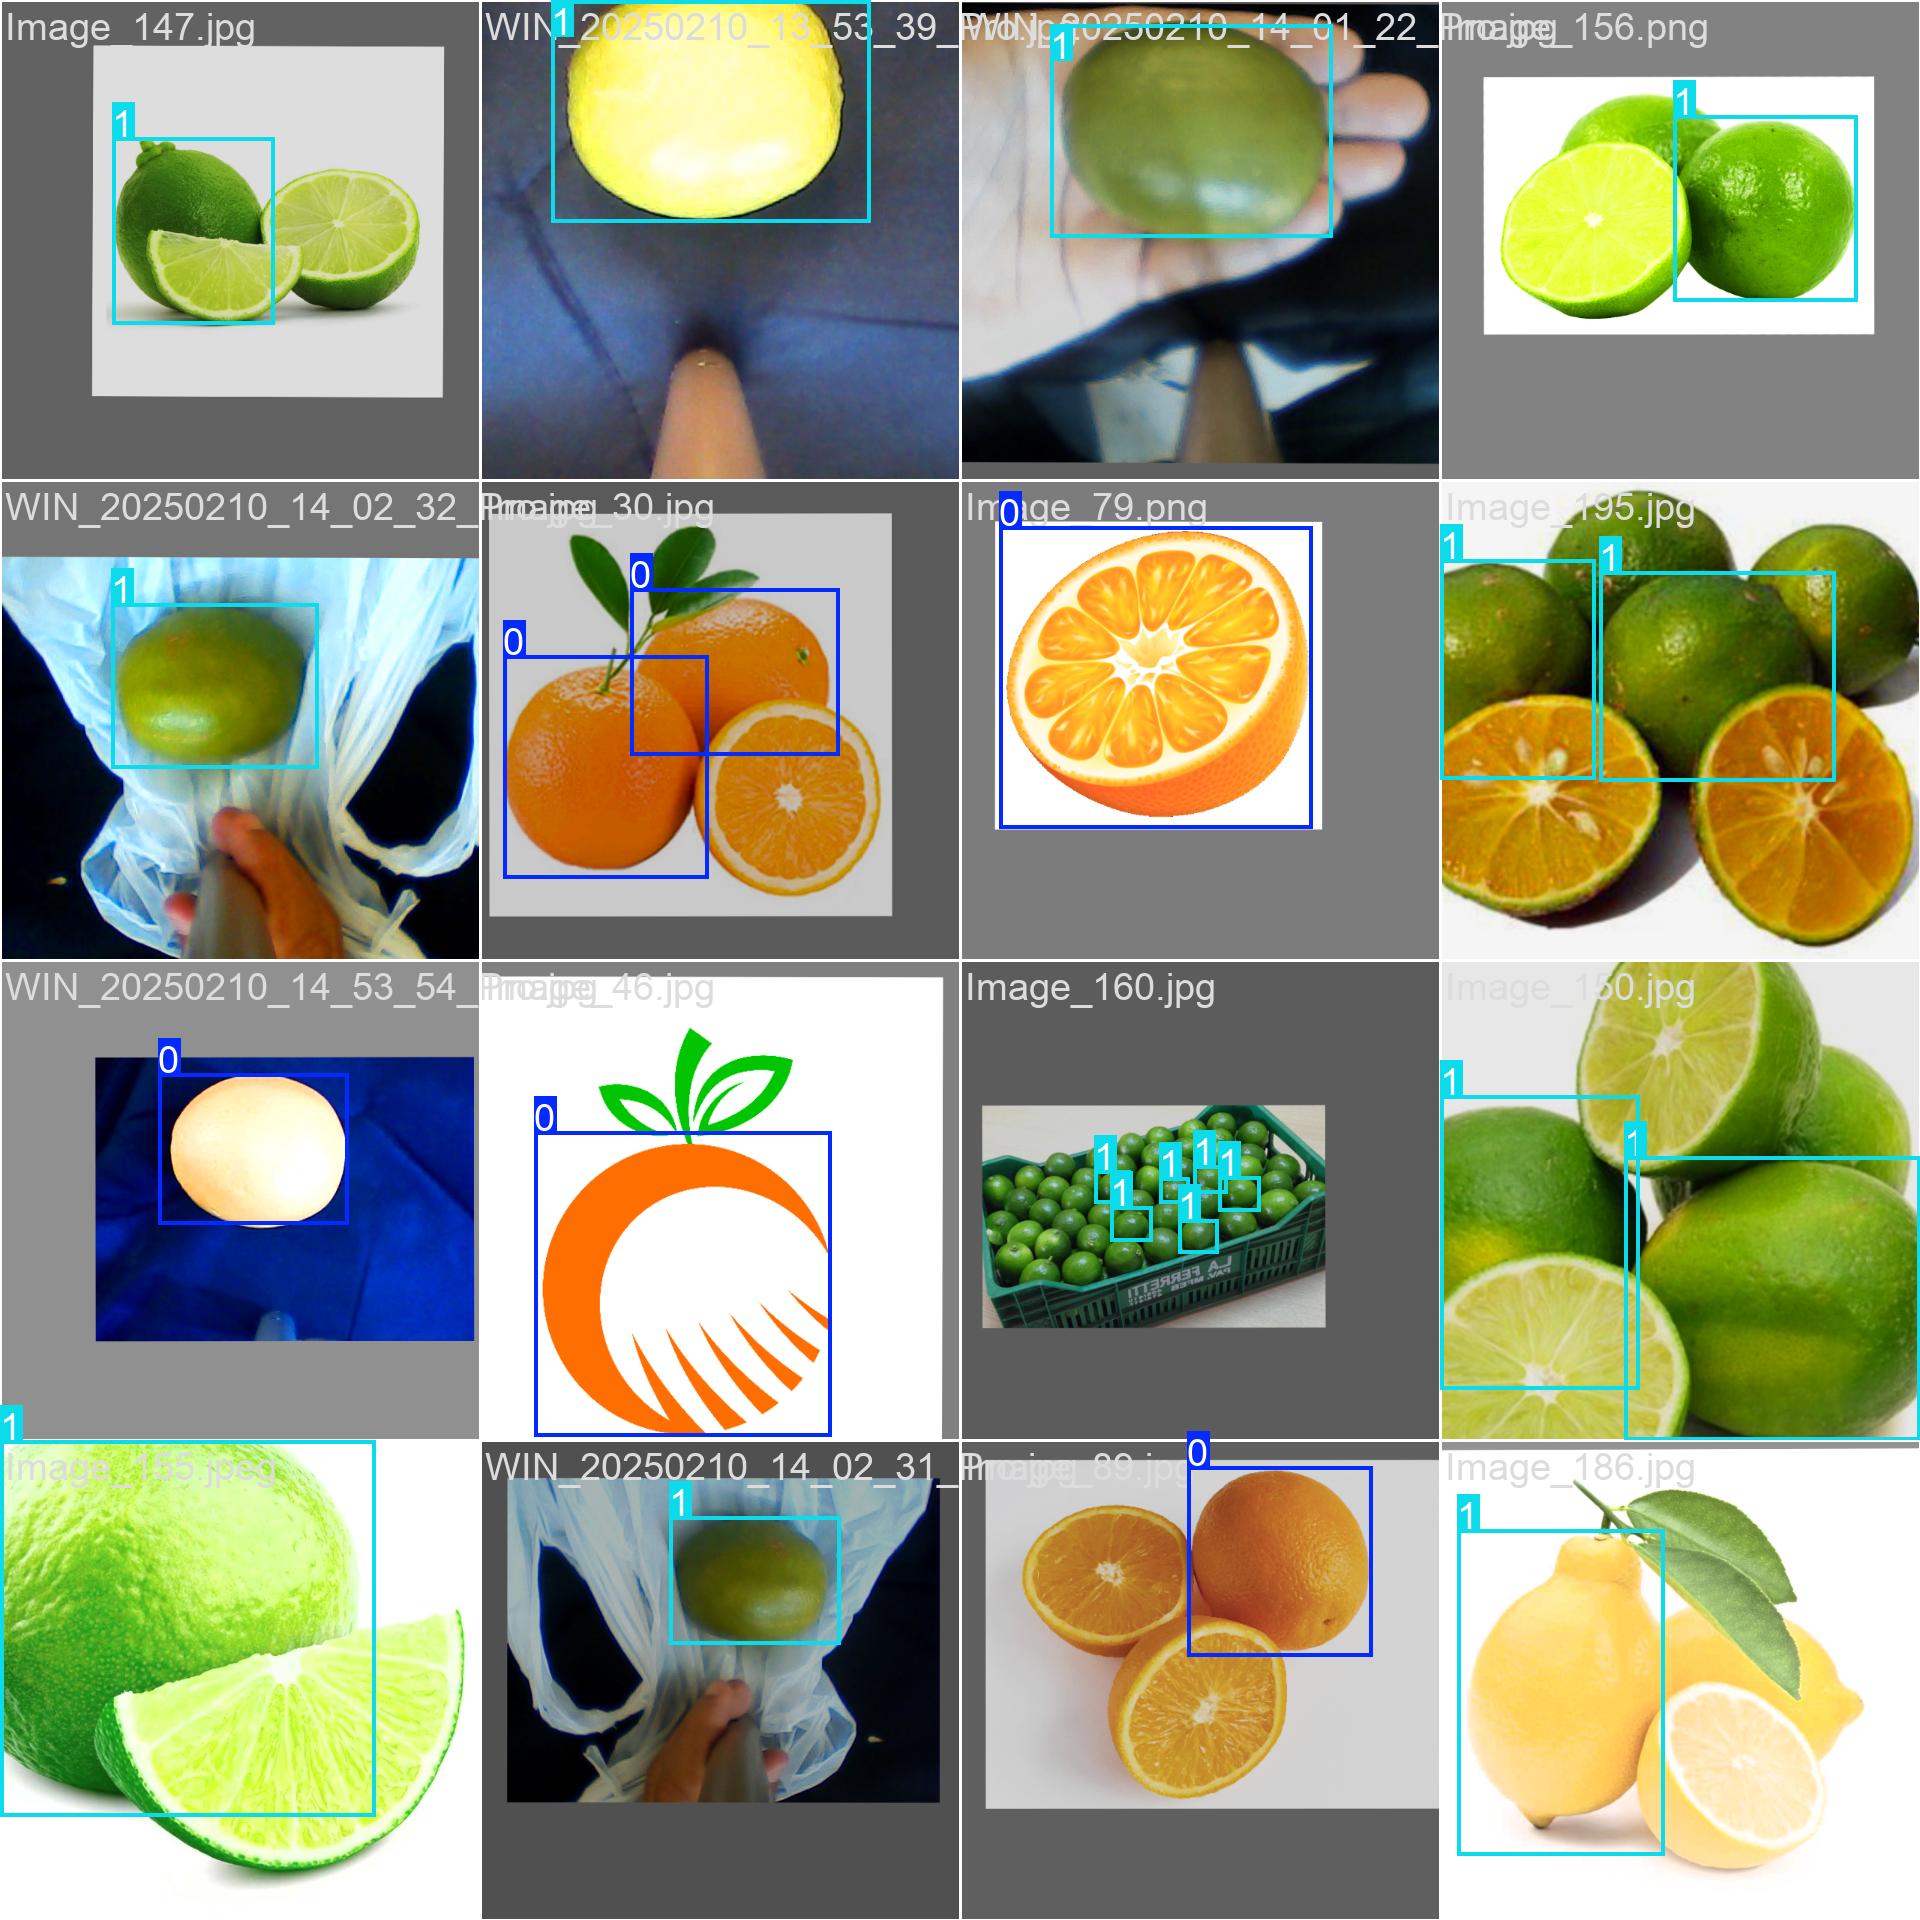 Image_147.jpg
1
WIN_20250210_13_53_39_Pro.jpg
1
WIN_20250210_14_01_22_Pro.jpg
1
Image_156.png
1
WIN_20250210_14_02_32_Pro.jpg
1
Image_30.jpg
0
0
Image_79.png
0
Image_195.jpg
1
1
WIN_20250210_14_53_54_Pro.jpg
0
Image_46.jpg
0
Image_160.jpg
1
1
1
1
1
1
LA FERRETTI
Image_150.jpg
1
1
Image_155.jpeg
1
WIN_20250210_14_02_31_Pro.jpg
1
Image_89.jpg
0
Image_186.jpg
1